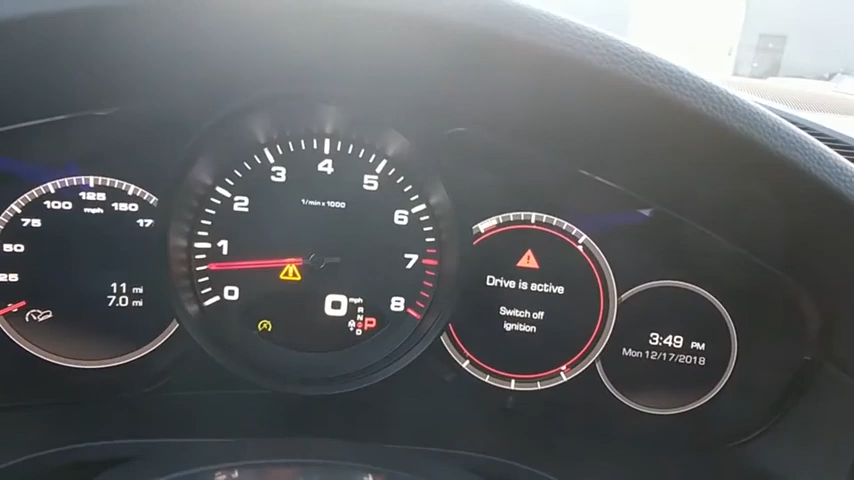 100 125 150
mph
75
17
50
25
11 mi
7.0 mi
0 1 2 3 4 5 6 7 8
1/min x 1000
0 mph
R
N
D
A
P
Drive is active
Switch off
ignition
3:49 PM
Mon 12/17/2018